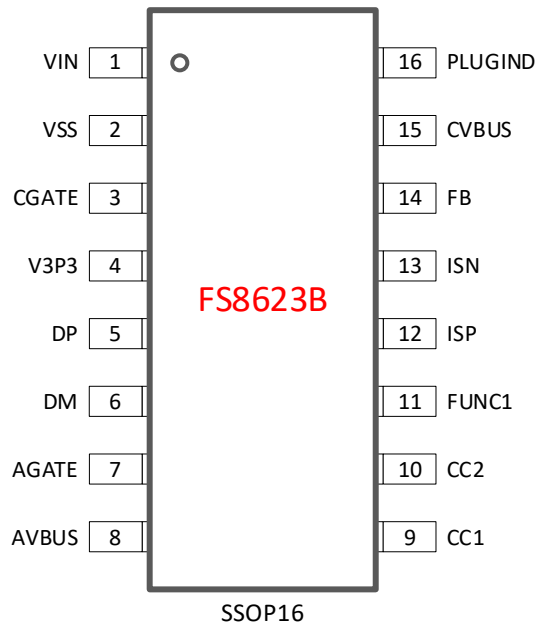 VIN 1 16 PLUGIND
VSS 2 15 CVBUS
CGATE 3 14 FB
V3P3 4 13 ISN
FS8623B
DP 5 12 ISP
DM 6 11 FUNC1
AGATE 7 10 CC2
AVBUS 8 9 CC1
SSOP16